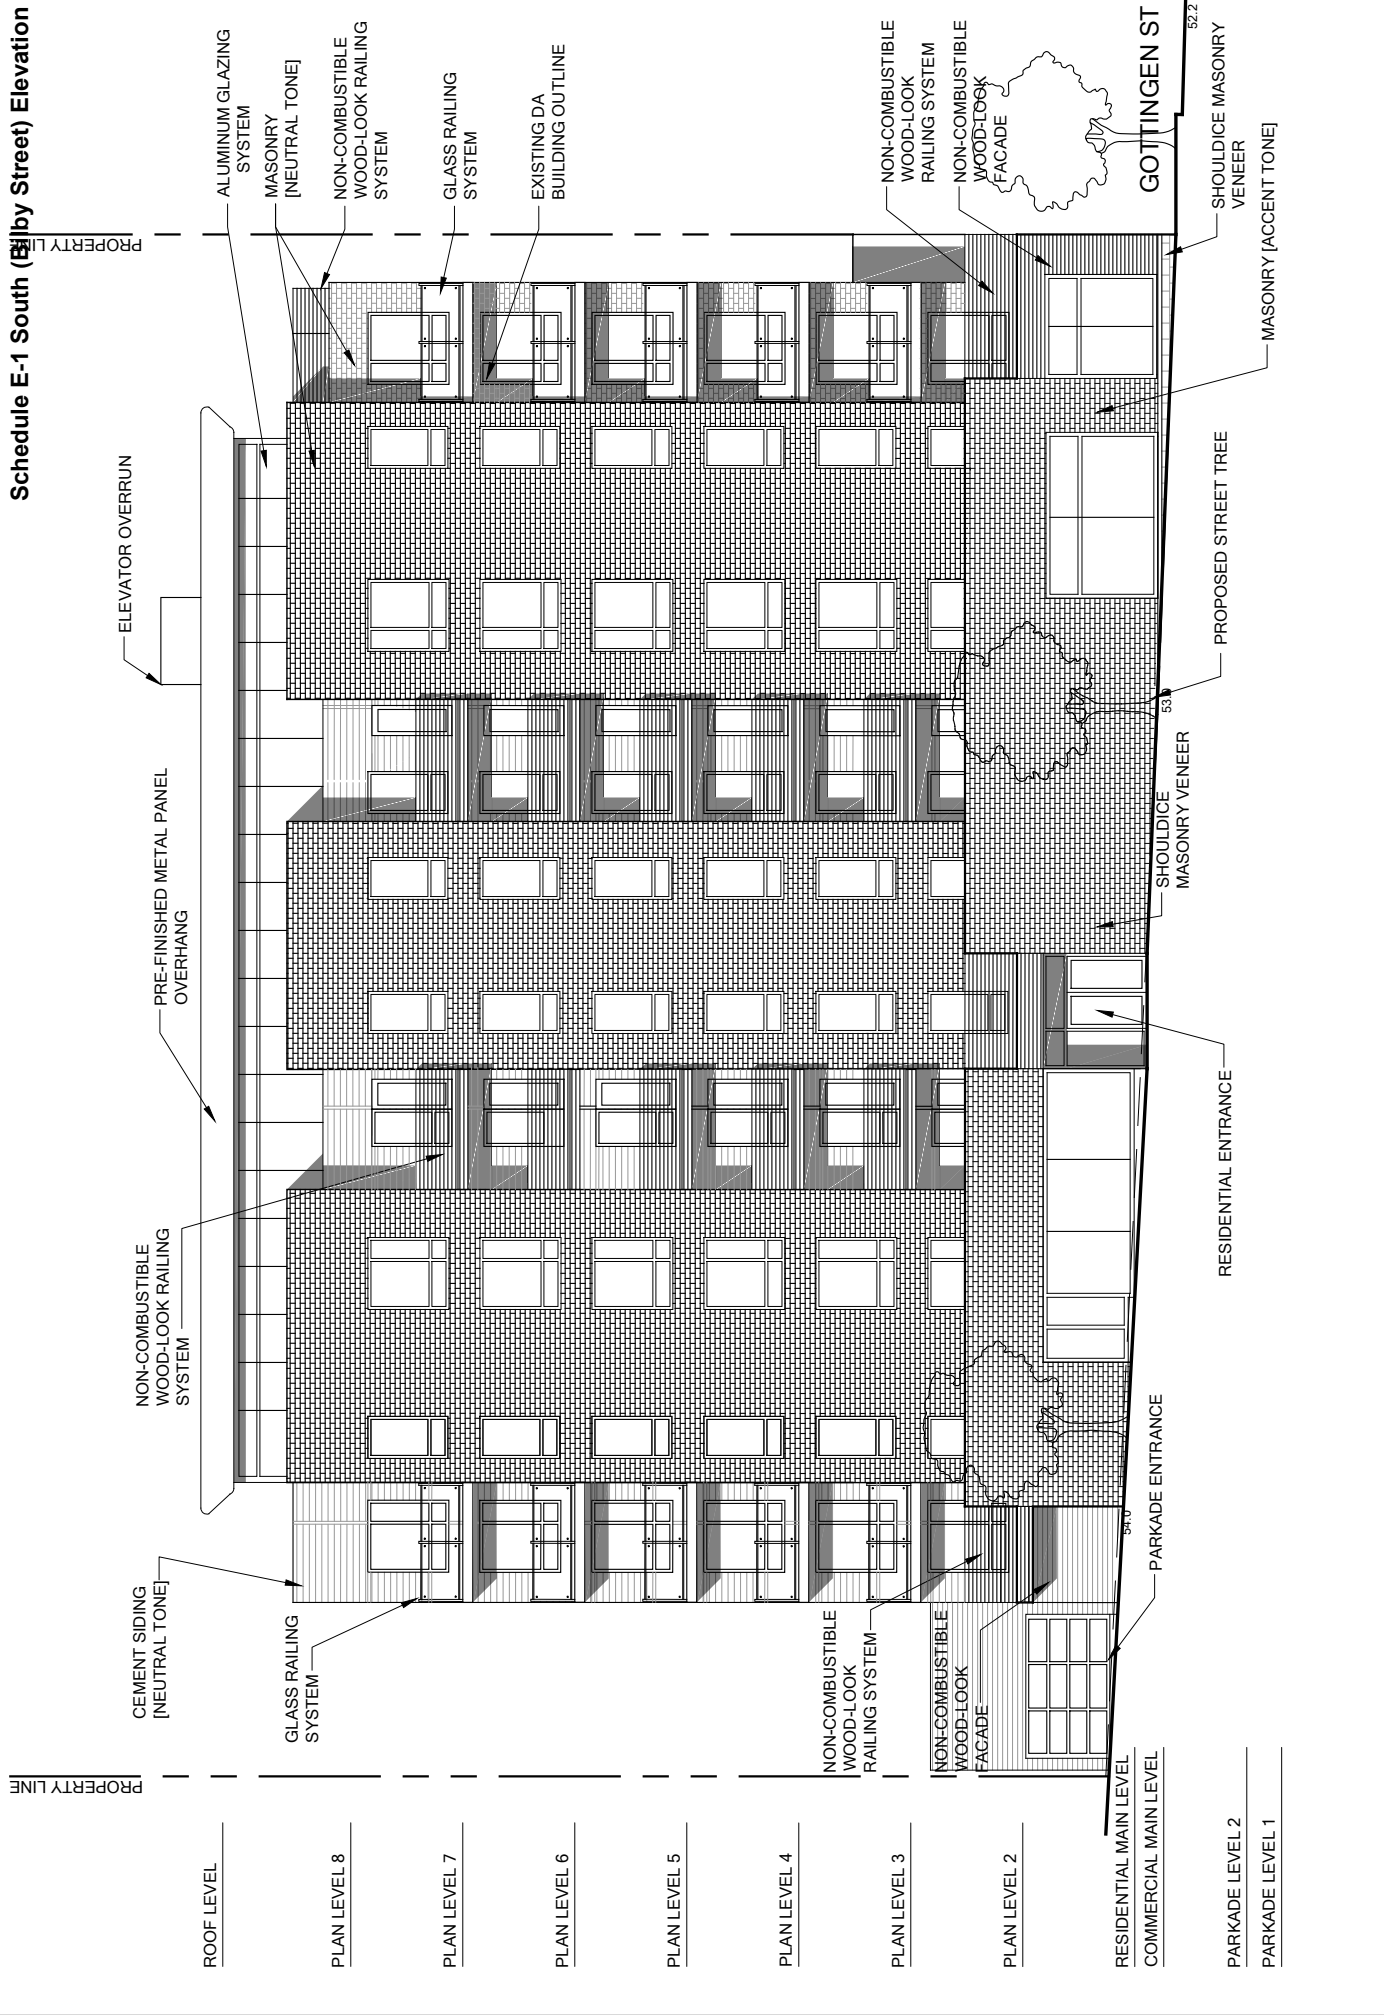 Schedule E-1 South (Bilby Street) Elevation
PROPERTY LINE
PROPERTY LINE
CEMENT SIDING
[NEUTRAL TONE]
NON-COMBUSTIBLE
WOOD-LOOK RAILING
SYSTEM
PRE-FINISHED METAL PANEL
OVERHANG
ELEVATOR OVERRUN
ALUMINUM GLAZING
SYSTEM
MASONRY
[NEUTRAL TONE]
NON-COMBUSTIBLE
WOOD-LOOK RAILING
SYSTEM
GLASS RAILING
SYSTEM
EXISTING DA
BUILDING OUTLINE
GLASS RAILING
SYSTEM
NON-COMBUSTIBLE
WOOD-LOOK
RAILING SYSTEM
NON-COMBUSTIBLE
WOOD-LOOK
FACADE
NON-COMBUSTIBLE
WOOD-LOOK
RAILING SYSTEM
NON-COMBUSTIBLE
WOOD-LOOK
FACADE
GOTTINGEN ST
52.2
54.0
SHOULDICE
MASONRY VENEER
SHOULDICE MASONRY
VENEER
PARKADE ENTRANCE
RESIDENTIAL ENTRANCE
PROPOSED STREET TREE
MASONRY [ACCENT TONE]
ROOF LEVEL
PLAN LEVEL 8
PLAN LEVEL 7
PLAN LEVEL 6
PLAN LEVEL 5
PLAN LEVEL 4
PLAN LEVEL 3
PLAN LEVEL 2
RESIDENTIAL MAIN LEVEL
COMMERCIAL MAIN LEVEL
PARKADE LEVEL 2
PARKADE LEVEL 1